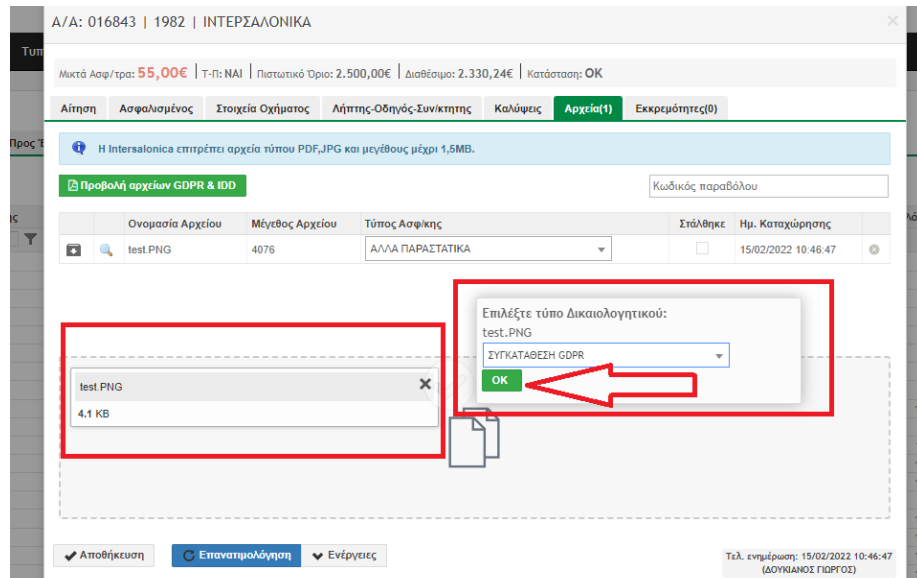 Α/Α: 016843 | 1982 | ΙΝΤΕΡΣΑΛΟΝΙΚΑ
Τυπ
Μικτά Ασφ/τρα: 55,00€ | Τ-Π: ΝΑΙ | Πιστωτικό Όριο: 2.500,00€ | Διαθέσιμο: 2.330,24€ | Κατάσταση: ΟΚ
Αίτηση Ασφαλισμένος Στοιχεία Οχήματος Λήπτης-Οδηγός-Συν/κτητης Καλύψεις Αρχεία(1) Εκκρεμότητες(0)
Προς Έ
Η Intersalonica επιτρέπει αρχεία τύπου PDF,JPG και μεγέθους μέχρι 1,5MB.
Προβολή αρχείων GDPR & IDD
Κωδικός παραβόλου
Ονομασία Αρχείου Μέγεθος Αρχείου Τύπος Ασφ/κης Στάλθηκε Ημ. Καταχώρησης
test.PNG 4076 ΑΛΛΑ ΠΑΡΑΣΤΑΤΙΚΑ 15/02/2022 10:46:47
Επιλέξτε τύπο Δικαιολογητικού:
test.PNG
ΣΥΓΚΑΤΑΘΕΣΗ GDPR
OK
test.PNG
4.1 KB
Αποθήκευση Επανατιμολόγηση Ενέργειες
Τελ. ενημέρωση: 15/02/2022 10:46:47
(ΔΟΥΚΙΑΝΟΣ ΓΙΩΡΓΟΣ)